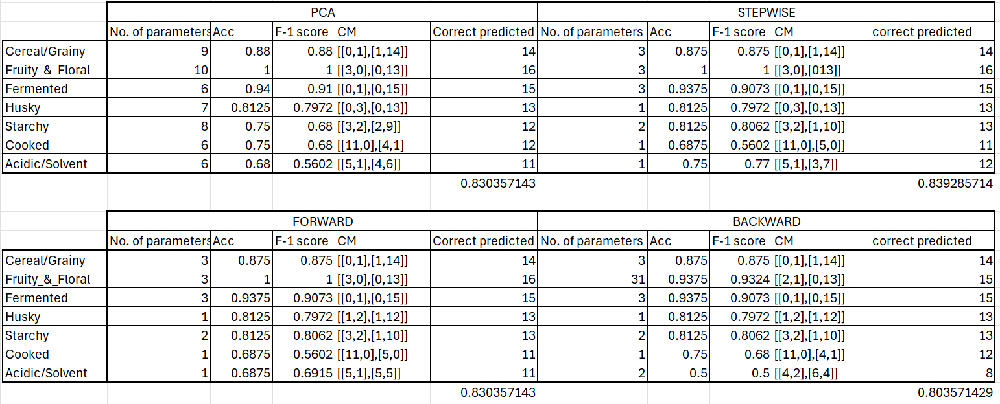 PCA STEPWISE
No. of parameters Acc F-1 score CM Correct predicted No. of parameters Acc F-1 score CM correct predicted
Cereal/Grainy 9 0.88 0.88 [[0,1],[1,14]] 14 3 0.875 0.875 [[0,1],[1,14]] 14
Fruity_&_Floral 10 1 1 [[3,0],[0,13]] 16 3 1 1 [[3,0],[013]] 16
Fermented 6 0.94 0.91 [[0,1],[0,15]] 15 3 0.9375 0.9073 [[0,1],[0,15]] 15
Husky 7 0.8125 0.7972 [[0,3],[0,13]] 13 1 0.8125 0.7972 [[0,3],[0,13]] 13
Starchy 8 0.75 0.68 [[3,2],[2,9]] 12 2 0.8125 0.8062 [[3,2],[1,10]] 13
Cooked 6 0.75 0.68 [[11,0],[4,1] 12 1 0.6875 0.5602 [[11,0],[5,0]] 11
Acidic/Solvent 6 0.68 0.5602 [[5,1],[4,6]] 11 1 0.75 0.77 [[5,1],[3,7]] 12
0.830357143 0.839285714
FORWARD BACKWARD
No. of parameters Acc F-1 score CM Correct predicted No. of parameters Acc F-1 score CM correct predicted
Cereal/Grainy 3 0.875 0.875 [[0,1],[1,14]] 14 3 0.875 0.875 [[0,1],[1,14]] 14
Fruity_&_Floral 3 1 1 [[3,0],[0,13]] 16 31 0.9375 0.9324 [[2,1],[0,13]] 15
Fermented 3 0.9375 0.9073 [[0,1],[0,15]] 15 3 0.9375 0.9073 [[0,1],[0,15]] 15
Husky 1 0.8125 0.7972 [[1,2],[1,12]] 13 1 0.8125 0.7972 [[1,2],[1,12]] 13
Starchy 2 0.8125 0.8062 [[3,2],[1,10]] 13 2 0.8125 0.8062 [[3,2],[1,10]] 13
Cooked 1 0.6875 0.5602 [[11,0],[5,0]] 11 1 0.75 0.68 [[11,0],[4,1]] 12
Acidic/Solvent 1 0.6875 0.6915 [[5,1],[5,5]] 11 2 0.5 0.5 [[4,2],[6,4]] 8
0.830357143 0.803571429